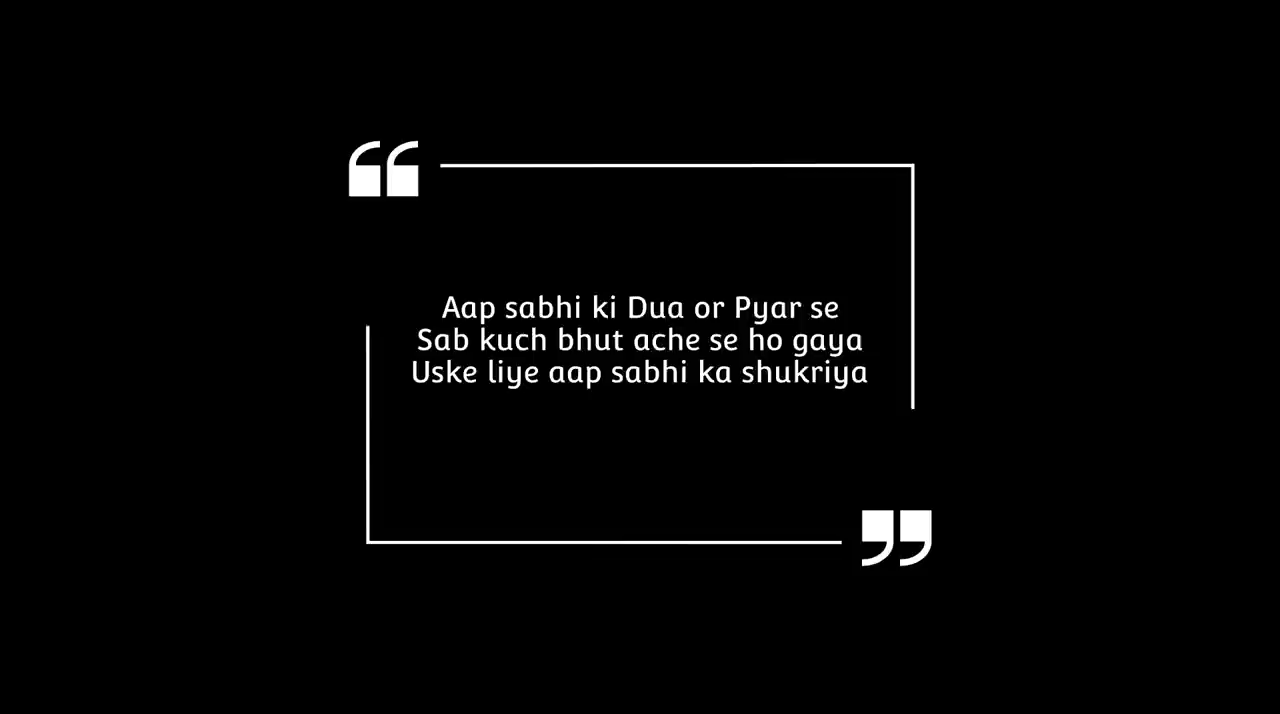 Aap sabhi ki Dua or Pyar se
Sab kuch bhut ache se ho gaya
Uske liye aap sabhi ka shukriya